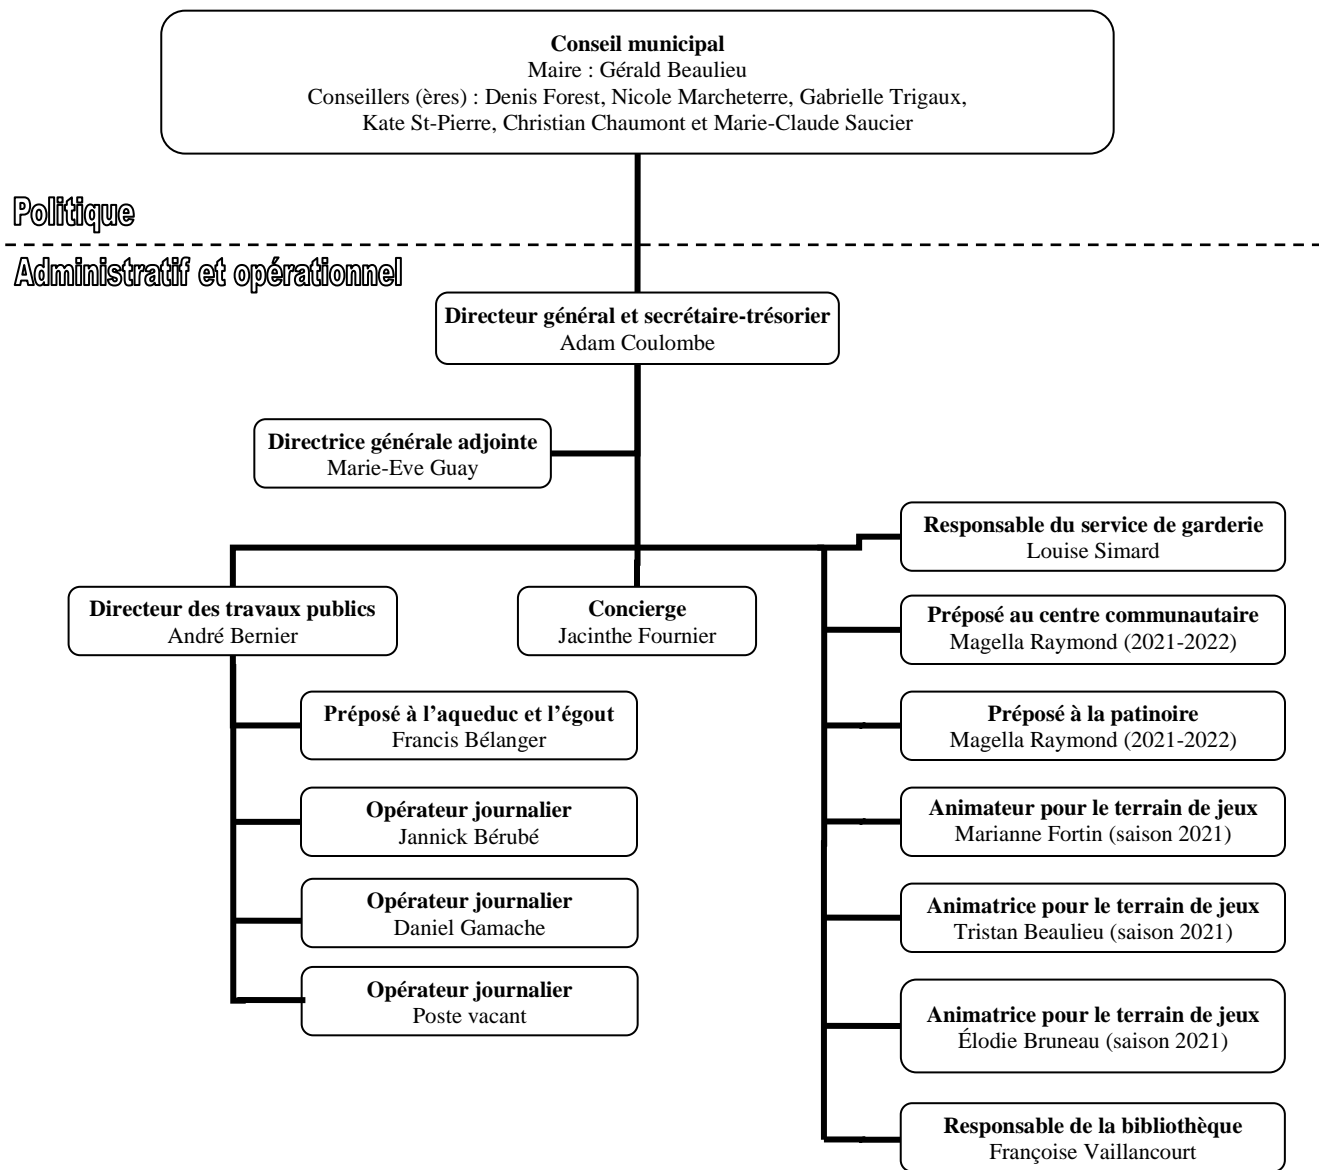 Conseil municipal
Maire : Gérald Beaulieu
Conseillers (ères) : Denis Forest, Nicole Marcheterre, Gabrielle Trigaux,
Kate St-Pierre, Christian Chaumont et Marie-Claude Saucier
Politique
Administratif et opérationnel
Directeur général et secrétaire-trésorier
Adam Coulombe
Directrice générale adjointe
Marie-Eve Guay
Directeur des travaux publics
André Bernier
Préposé à l’aqueduc et l’égout
Francis Bélanger
Opérateur journalier
Jannick Bérubé
Opérateur journalier
Daniel Gamache
Opérateur journalier
Poste vacant
Concierge
Jacinthe Fournier
Responsable du service de garderie
Louise Simard
Préposé au centre communautaire
Magella Raymond (2021-2022)
Préposé à la patinoire
Magella Raymond (2021-2022)
Animateur pour le terrain de jeux
Marianne Fortin (saison 2021)
Animatrice pour le terrain de jeux
Tristan Beaulieu (saison 2021)
Animatrice pour le terrain de jeux
Élodie Bruneau (saison 2021)
Responsable de la bibliothèque
Françoise Vaillancourt